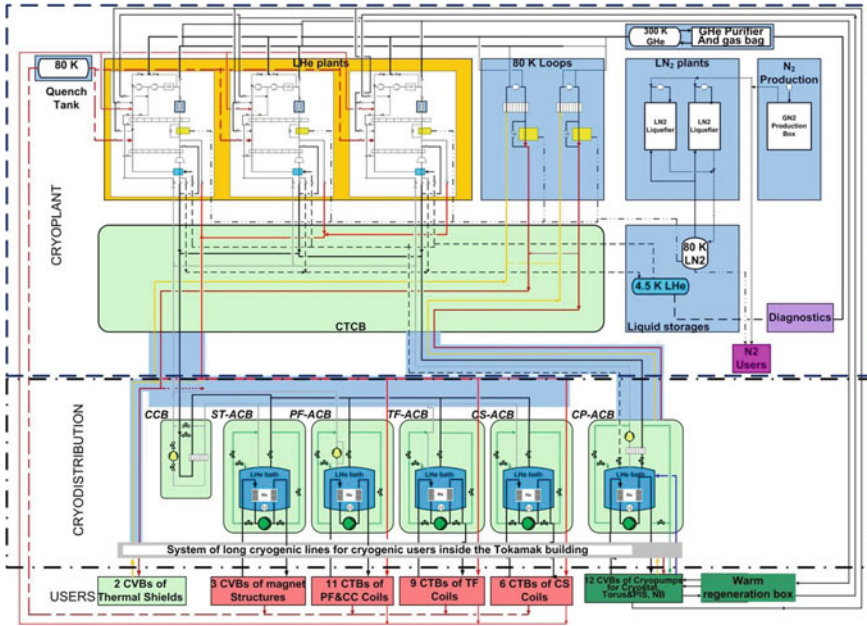 300 K
GHe
GHe Purifier
And gas bag
80 K
Quench
Tank
LHe plants
80 K Loops
LN2 plants
N2
Production
LN2
Liquefier
LN2
Liquefier
GN2
Production
Box
CRYOPLANT
80 K
LN2
4.5 K LHe
CTCB
Liquid storages
Diagnostics
N2
Users
CRYODISTRIBUTION
CCB
ST-ACB
PF-ACB
TF-ACB
CS-ACB
CP-ACB
LHe bath
LHe bath
LHe bath
LHe bath
LHe bath
System of long cryogenic lines for cryogenic users inside the Tokamak building
USERS
2 CVBs of
Thermal Shields
3 CVBs of magnet
Structures
11 CTBs of
PF&CC Coils
9 CTBs of TF
Coils
6 CTBs of CS
Coils
12 CVBs of Cryopumps
for Cryostat,
Torus&PIS, NB
Warm
regeneration box